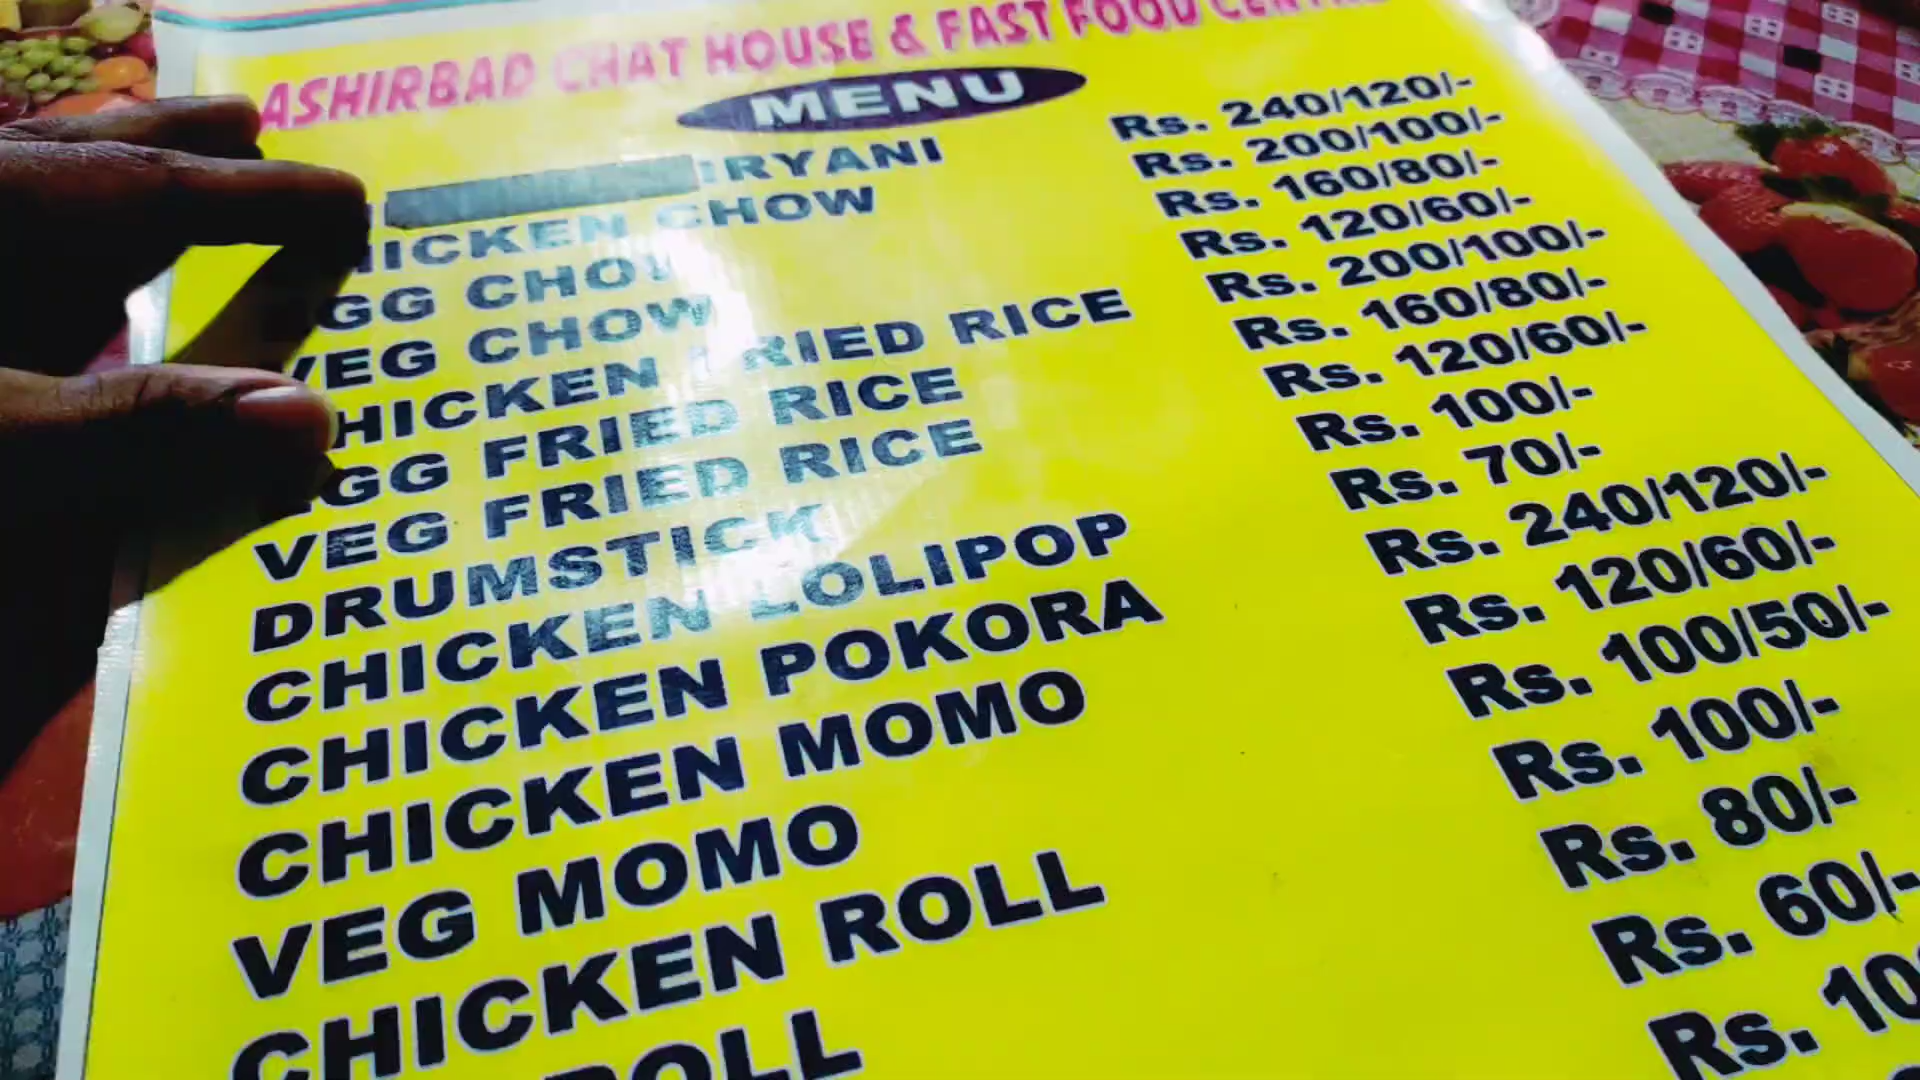 ASHIRBAD CHAT HOUSE & FAST FOOD
MENU
Rs. 240/120/-
CHOW Rs. 200/100/-
CHOW Rs. 160/80/-
VEG CHOW Rs. 120/60/-
CHICKEN FRIED RICE Rs. 200/100/-
FRIED RICE Rs. 160/80/-
VEG FRIED RICE Rs. 120/60/-
DRUMSTICK Rs. 100/-
CHICKEN LOLIPOP Rs. 70/-
CHICKEN POKORA Rs. 240/120/-
CHICKEN MOMO Rs. 120/60/-
VEG MOMO Rs. 100/50/-
CHICKEN ROLL Rs. 100/-
ROLL Rs. 80/-
Rs. 60/-
Rs.